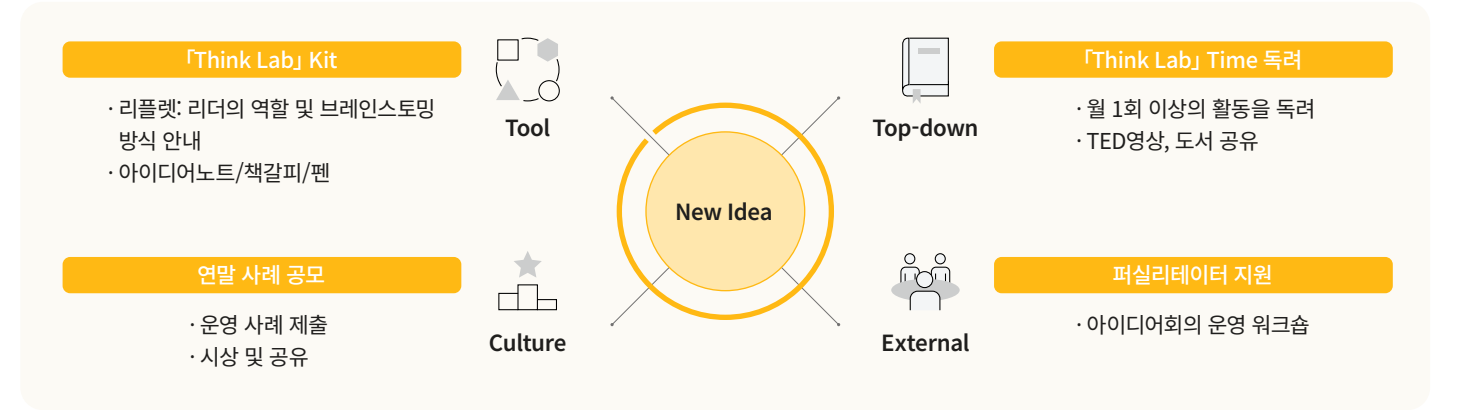 「Think Lab」 Kit
· 리플렛: 리더의 역할 및 브레인스토밍
방식 안내
· 아이디어노트/책갈피/펜
Tool
Top-down
「Think Lab」 Time 독려
· 월 1회 이상의 활동을 독려
· TED영상, 도서 공유
New Idea
연말 사례 공모
· 운영 사례 제출
· 시상 및 공유
Culture
External
퍼실리테이터 지원
· 아이디어회의 운영 워크숍